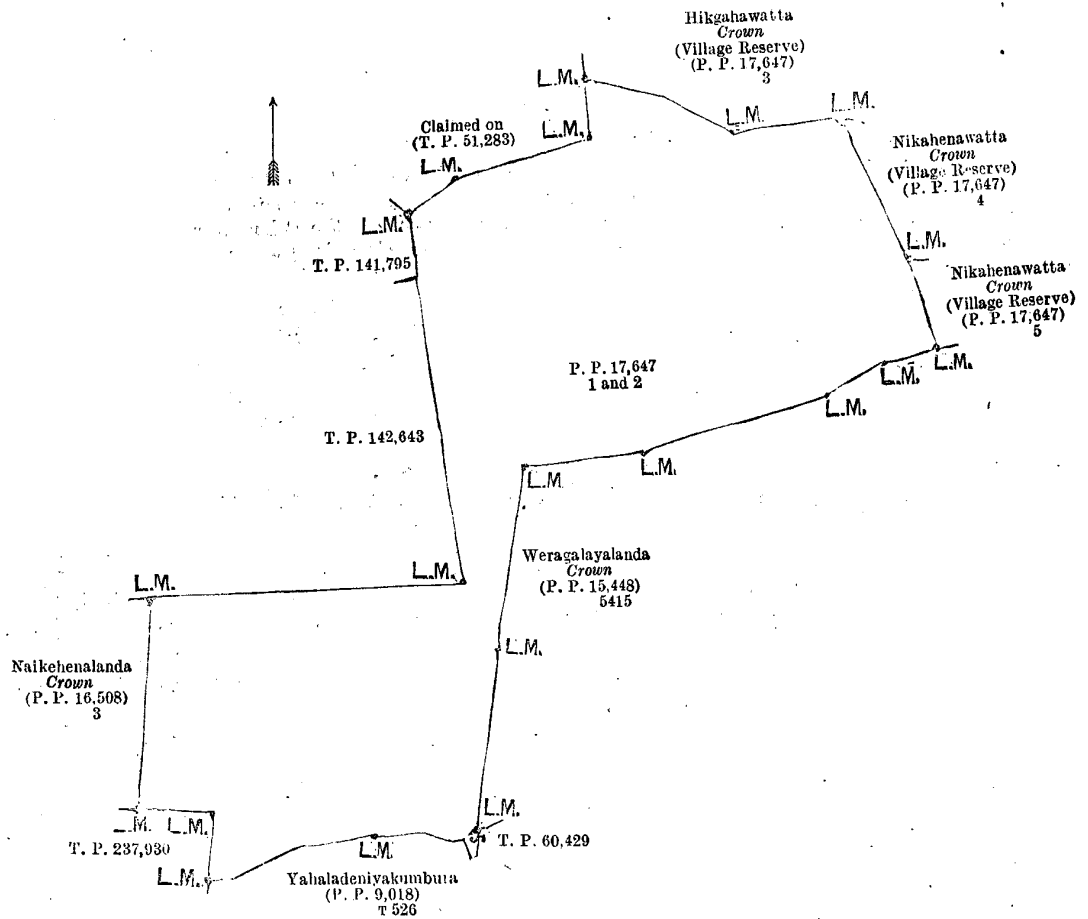 Hikgahawatta
Crown
(Village Reserve)
(P. P. 17,647)
3
L.M.
L.M.
L.M.
L.M.
Claimed on
(T. P. 51,283)
L.M.
Nikahenawatta
Crown
(Village Reserve)
(P. P. 17,647)
4
L.M.
T. P. 141,795
L.M.
Nikahenawatta
Crown
(Village Reserve)
(P. P. 17,647)
5
P. P. 17,647
1 and 2
L.M.
L.M.
L.M.
T. P. 142,643
L.M.
L.M.
Weragalayalanda
Crown
(P. P. 15,448)
5415
L.M.
L.M.
L.M.
Naikehenalanda
Crown
(P. P. 16,508)
3
L.M.
L.M.
L.M.
T. P. 237,930
L.M.
T. P. 60,429
L.M.
Yahaladeniyakumbura
(P. P. 9,018)
T 526